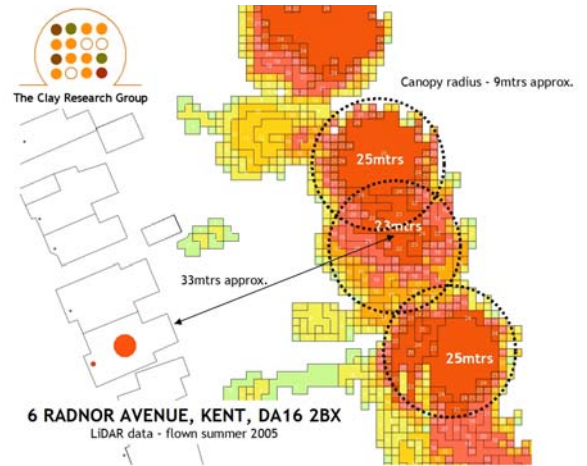 The Clay Research Group
Canopy radius - 9mtrs approx.
25mtrs
23mtrs
33mtrs approx.
25mtrs
6 RADNOR AVENUE, KENT, DA16 2BX
LiDAR data - flown summer 2005